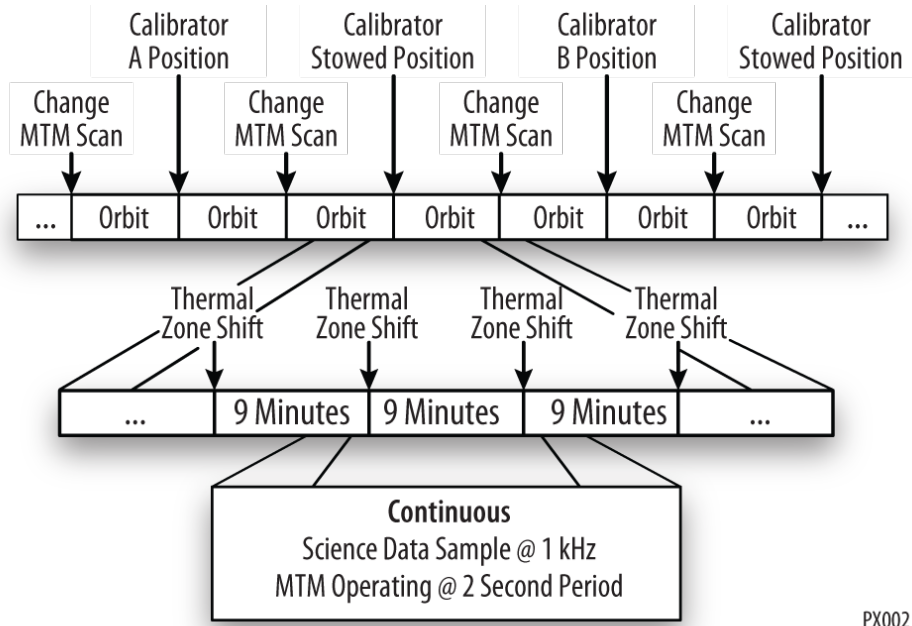 Calibrator
A Position
Calibrator
Stowed Position
Calibrator
B Position
Calibrator
Stowed Position
Change
MTM Scan
Change
MTM Scan
Change
MTM Scan
Change
MTM Scan
... Orbit Orbit Orbit Orbit Orbit Orbit Orbit ...
Thermal
Zone Shift
Thermal
Zone Shift
Thermal
Zone Shift
Thermal
Zone Shift
... 9 Minutes 9 Minutes 9 Minutes ...
Continuous
Science Data Sample @ 1 kHz
MTM Operating @ 2 Second Period
PX002